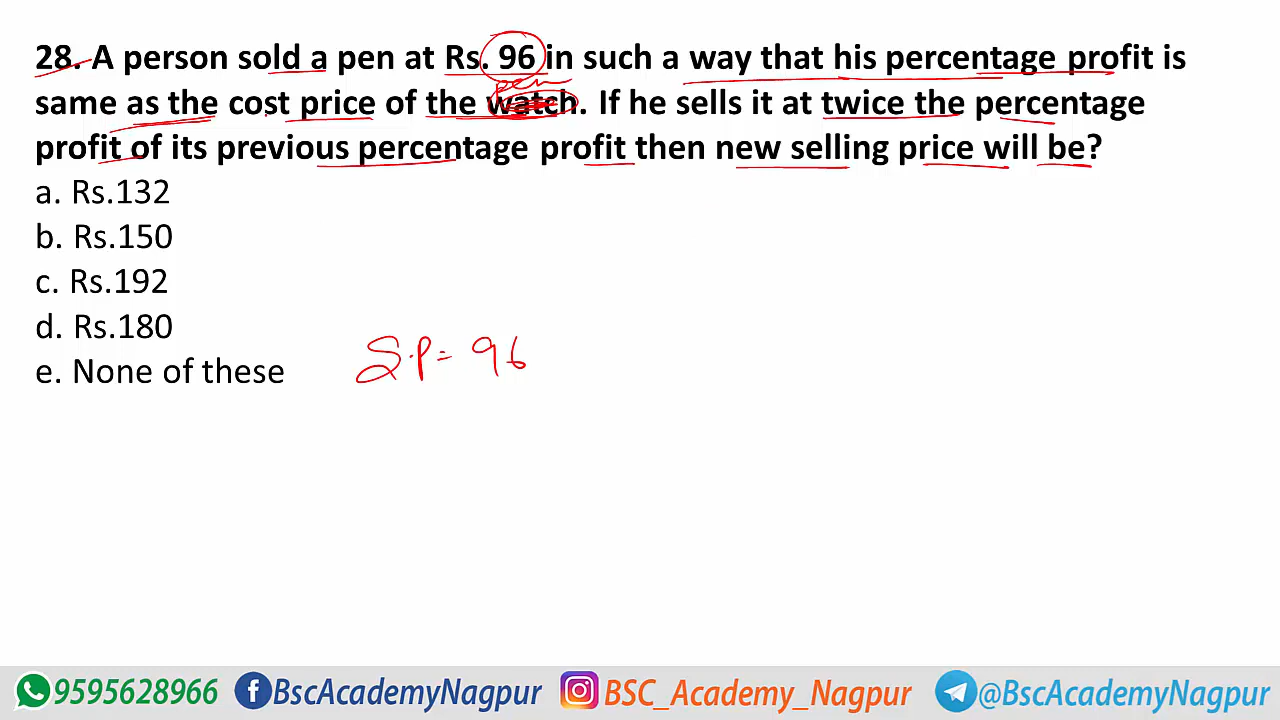 28. A person sold a pen at Rs. 96 in such a way that his percentage profit is
pen
same as the cost price of the watch. If he sells it at twice the percentage
profit of its previous percentage profit then new selling price will be?
a. Rs.132
b. Rs.150
c. Rs.192
d. Rs.180
e. None of these
S.P= 96
9595628966 BscAcademyNagpur BSC_Academy_Nagpur @BscAcademyNagpur